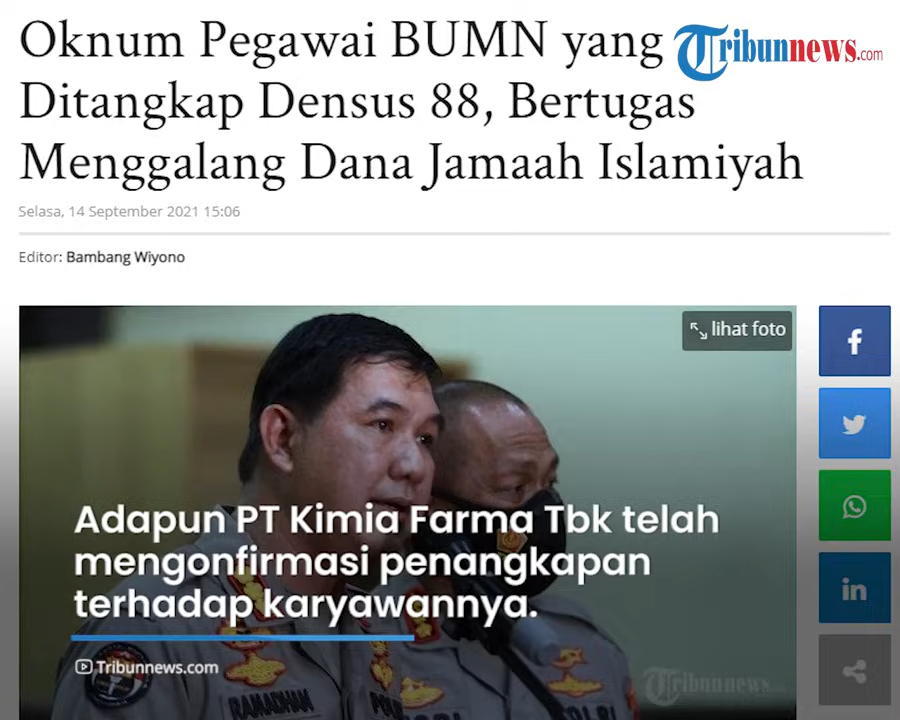 Oknum Pegawai BUMN yang
Tribunnews.com
Ditangkap Densus 88, Bertugas
Menggalang Dana Jamaah Islamiyah
Selasa, 14 September 2021 15:06
Editor: Bambang Wiyono
lihat foto
Adapun PT Kimia Farma Tbk telah
mengonfirmasi penangkapan
terhadap karyawannya.
Tribunnews.com
RAMADHAN
Tribunnews.com